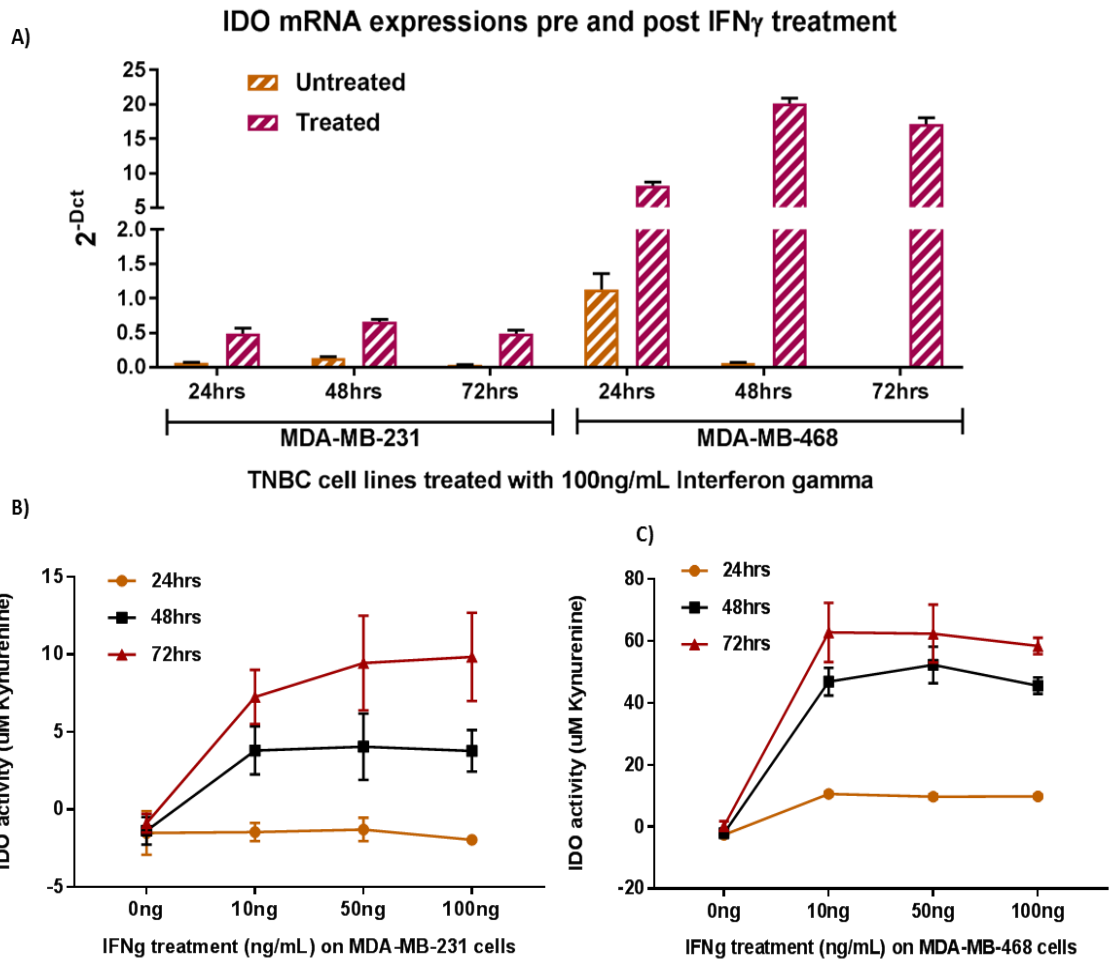 IDO mRNA expressions pre and post IFNγ treatment
A)
25
20
15
10
5
2.0
1.5
1.0
0.5
0.0
2^-Dct
Untreated
Treated
24hrs 48hrs 72hrs 24hrs 48hrs 72hrs
MDA-MB-231 MDA-MB-468
TNBC cell lines treated with 100ng/mL Interferon gamma
B)
15
10
5
0
-5
IDO activity (uM Kynurenine)
24hrs
48hrs
72hrs
0ng 10ng 50ng 100ng
IFNg treatment (ng/mL) on MDA-MB-231 cells
C)
80
60
40
20
0
-20
IDO activity (uM Kynurenine)
24hrs
48hrs
72hrs
0ng 10ng 50ng 100ng
IFNg treatment (ng/mL) on MDA-MB-468 cells